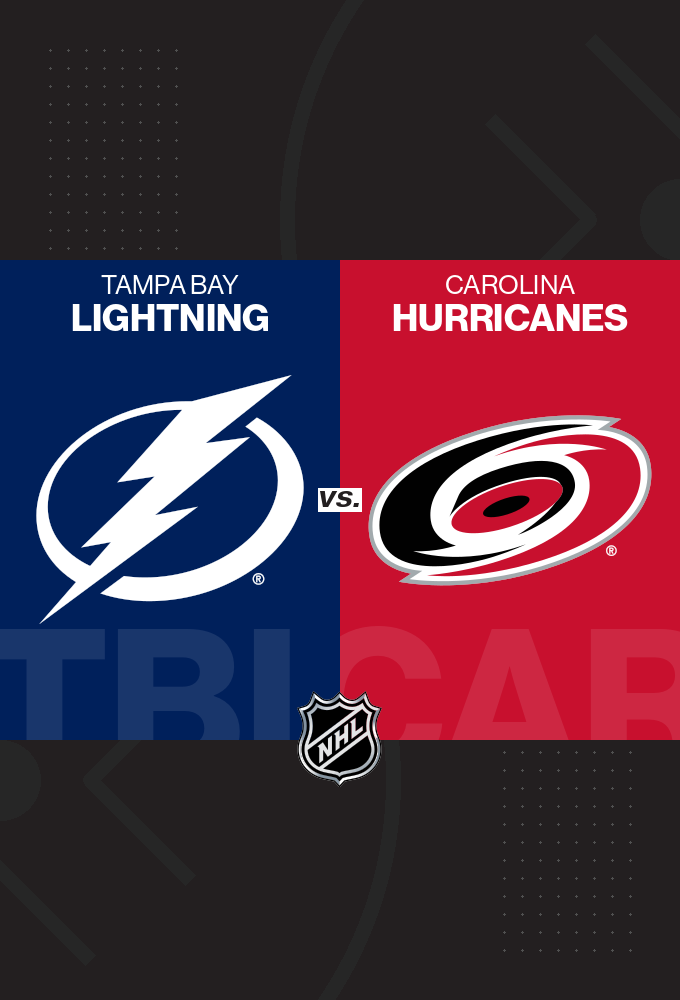 TAMPA BAY
LIGHTNING
CAROLINA
HURRICANES
vs.
®
®
TBL
CAR
NHL